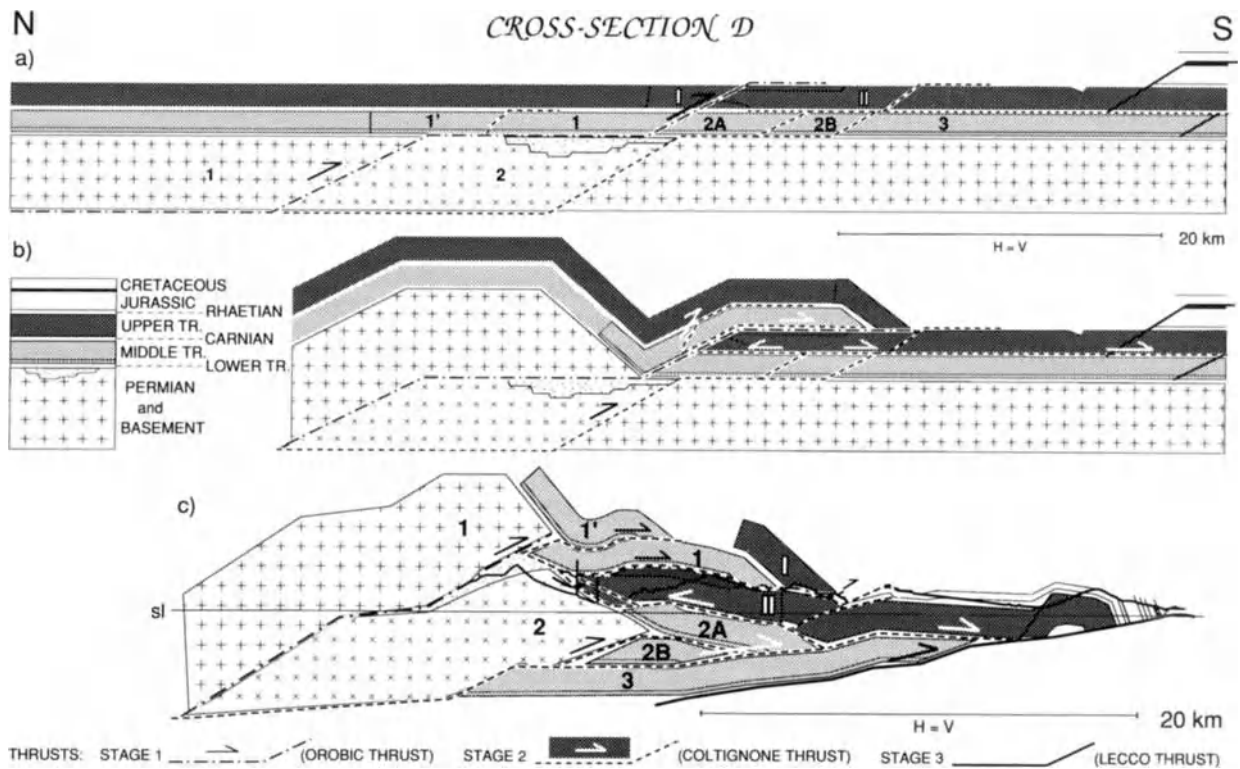 N CROSS-SECTION D S
a)
I II
1' 1 2A 2B 3
1 2
H = V 20 km
b)
CRETACEOUS
JURASSIC
RHAETIAN
UPPER TR.
CARNIAN
MIDDLE TR.
LOWER TR.
PERMIAN
and
BASEMENT
c)
1 1'
1 I
sl II
2 2A
2B
3
H = V 20 km
THRUSTS: STAGE 1 (OROBIC THRUST) STAGE 2 (COLTIGNONE THRUST) STAGE 3 (LECCO THRUST)